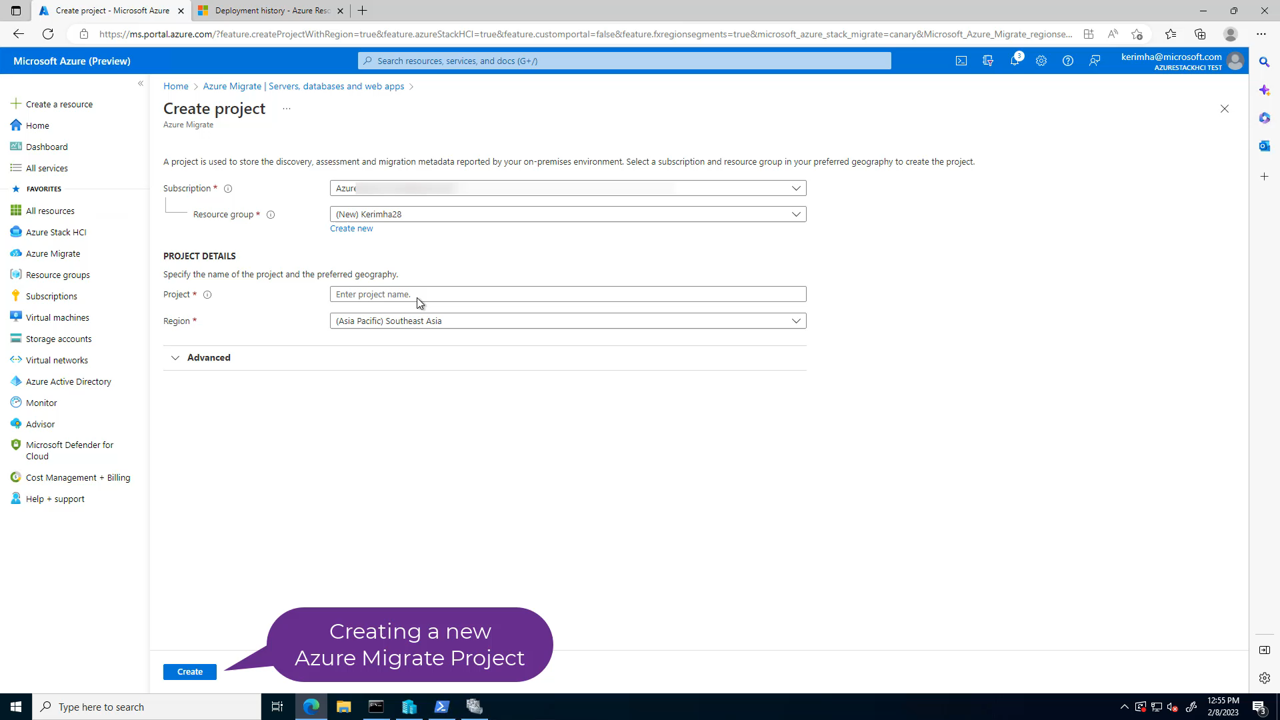 Create project - Microsoft Azure
Deployment history - Azure Res
https://ms.portal.azure.com/?feature.createProjectWithRegion=true&feature.azureStackHCI=true&feature.customportal=false&feature.fxregionsegments=true&microsoft_azure_stack_migrate=canary&Microsoft_Azure_Migrate_regionse...
Microsoft Azure (Preview)
Search resources, services, and docs (G+/)
3
kerimha@microsoft.com
AZURESTACKHCI TEST
Create a resource
Home
Dashboard
All services
FAVORITES
All resources
Azure Stack HCI
Azure Migrate
Resource groups
Subscriptions
Virtual machines
Storage accounts
Virtual networks
Azure Active Directory
Monitor
Advisor
Microsoft Defender for
Cloud
Cost Management + Billing
Help + support
Home > Azure Migrate | Servers, databases and web apps >
Create project ...
Azure Migrate
A project is used to store the discovery, assessment and migration metadata reported by your on-premises environment. Select a subscription and resource group in your preferred geography to create the project.
Subscription *
Azure
Resource group *
(New) Kerimha28
Create new
PROJECT DETAILS
Specify the name of the project and the preferred geography.
Project *
Enter project name.
Region *
(Asia Pacific) Southeast Asia
Advanced
Creating a new
Azure Migrate Project
Create
Type here to search
12:55 PM
2/8/2023
3